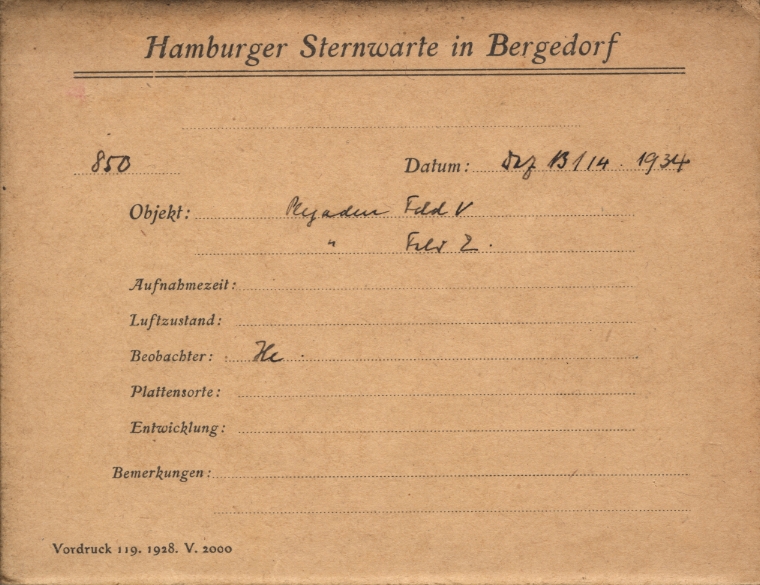 Hamburger Sternwarte in Bergedorf
850 Datum: Dez 13/14. 1934
Objekt: Plejaden Feld V
" Feld Z.
Aufnahmezeit:
Luftzustand:
Beobachter: He
Plattensorte:
Entwicklung:
Bemerkungen:
Vordruck 119. 1928. V. 2000